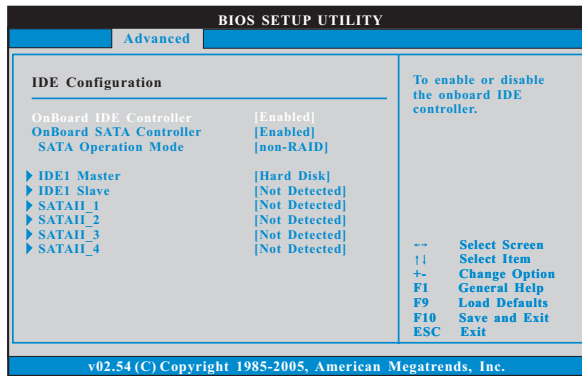 BIOS SETUP UTILITY
Advanced
IDE Configuration
OnBoard IDE Controller [Enabled]
OnBoard SATA Controller [Enabled]
SATA Operation Mode [non-RAID]
IDE1 Master [Hard Disk]
IDE1 Slave [Not Detected]
SATAII_1 [Not Detected]
SATAII_2 [Not Detected]
SATAII_3 [Not Detected]
SATAII_4 [Not Detected]
To enable or disable
the onboard IDE
controller.
←→ Select Screen
↑↓ Select Item
+- Change Option
F1 General Help
F9 Load Defaults
F10 Save and Exit
ESC Exit
v02.54 (C) Copyright 1985-2005, American Megatrends, Inc.